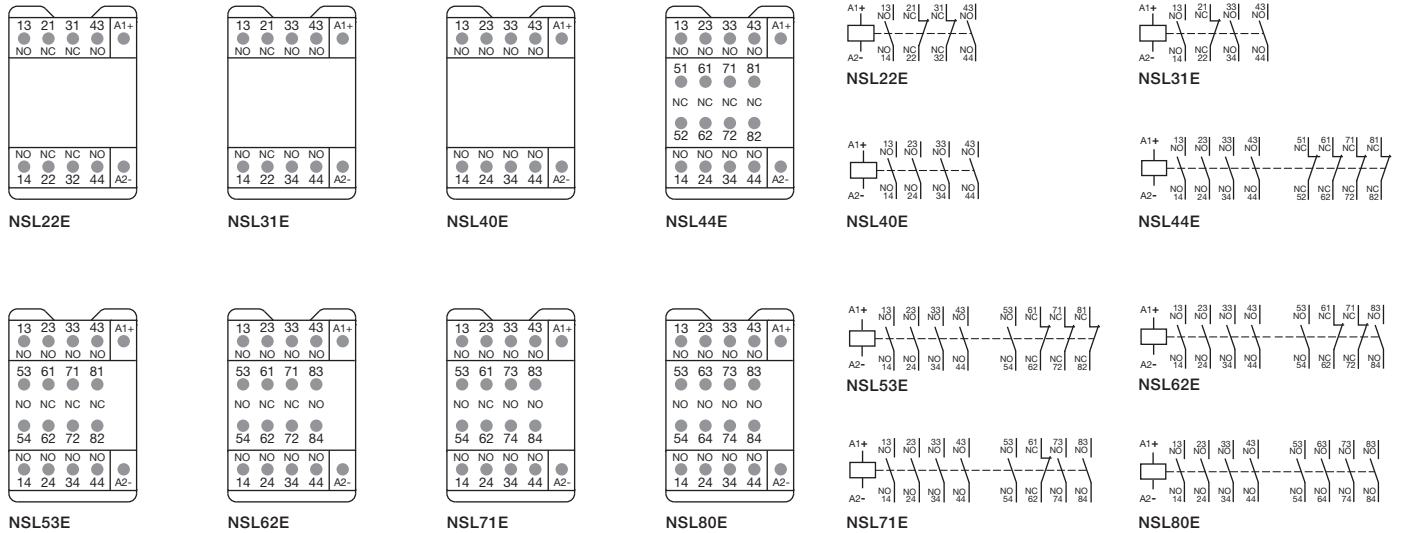 13 21 31 43 A1+
NO NC NC NO
NO NC NC NO
14 22 32 44 A2-
NSL22E
13 21 33 43 A1+
NO NC NO NO
NO NC NO NO
14 22 34 44 A2-
NSL31E
13 23 33 43 A1+
NO NO NO NO
NO NO NO NO
14 24 34 44 A2-
NSL40E
13 23 33 43 A1+
NO NO NO NO
51 61 71 81
NC NC NC NC
52 62 72 82
NO NO NO NO
14 24 34 44 A2-
NSL44E
A1+ 13 21 31 43
NO NC NC NO
NO NC NC NO
A2- 14 22 32 44
NSL22E
A1+ 13 21 33 43
NO NC NO NO
NO NC NO NO
A2- 14 22 34 44
NSL31E
A1+ 13 23 33 43
NO NO NO NO
NO NO NO NO
A2- 14 24 34 44
NSL40E
A1+ 13 23 33 43 51 61 71 81
NO NO NO NO NC NC NC NC
NO NO NO NO NC NC NC NC
A2- 14 24 34 44 52 62 72 82
NSL44E
13 23 33 43 A1+
NO NO NO NO
53 61 71 81
NO NC NC NC
54 62 72 82
NO NO NO NO
14 24 34 44 A2-
NSL53E
13 23 33 43 A1+
NO NO NO NO
53 61 71 83
NO NC NC NO
54 62 72 84
NO NO NO NO
14 24 34 44 A2-
NSL62E
13 23 33 43 A1+
NO NO NO NO
53 61 73 83
NO NC NO NO
54 62 74 84
NO NO NO NO
14 24 34 44 A2-
NSL71E
13 23 33 43 A1+
NO NO NO NO
53 63 73 83
NO NO NO NO
54 64 74 84
NO NO NO NO
14 24 34 44 A2-
NSL80E
A1+ 13 23 33 43 53 61 71 81
NO NO NO NO NO NC NC NC
NO NO NO NO NO NC NC NC
A2- 14 24 34 44 54 62 72 82
NSL53E
A1+ 13 23 33 43 53 61 71 83
NO NO NO NO NO NC NC NO
NO NO NO NO NO NC NC NO
A2- 14 24 34 44 54 62 72 84
NSL62E
A1+ 13 23 33 43 53 61 73 83
NO NO NO NO NO NC NO NO
NO NO NO NO NO NC NO NO
A2- 14 24 34 44 54 62 74 84
NSL71E
A1+ 13 23 33 43 53 63 73 83
NO NO NO NO NO NO NO NO
NO NO NO NO NO NO NO NO
A2- 14 24 34 44 54 64 74 84
NSL80E